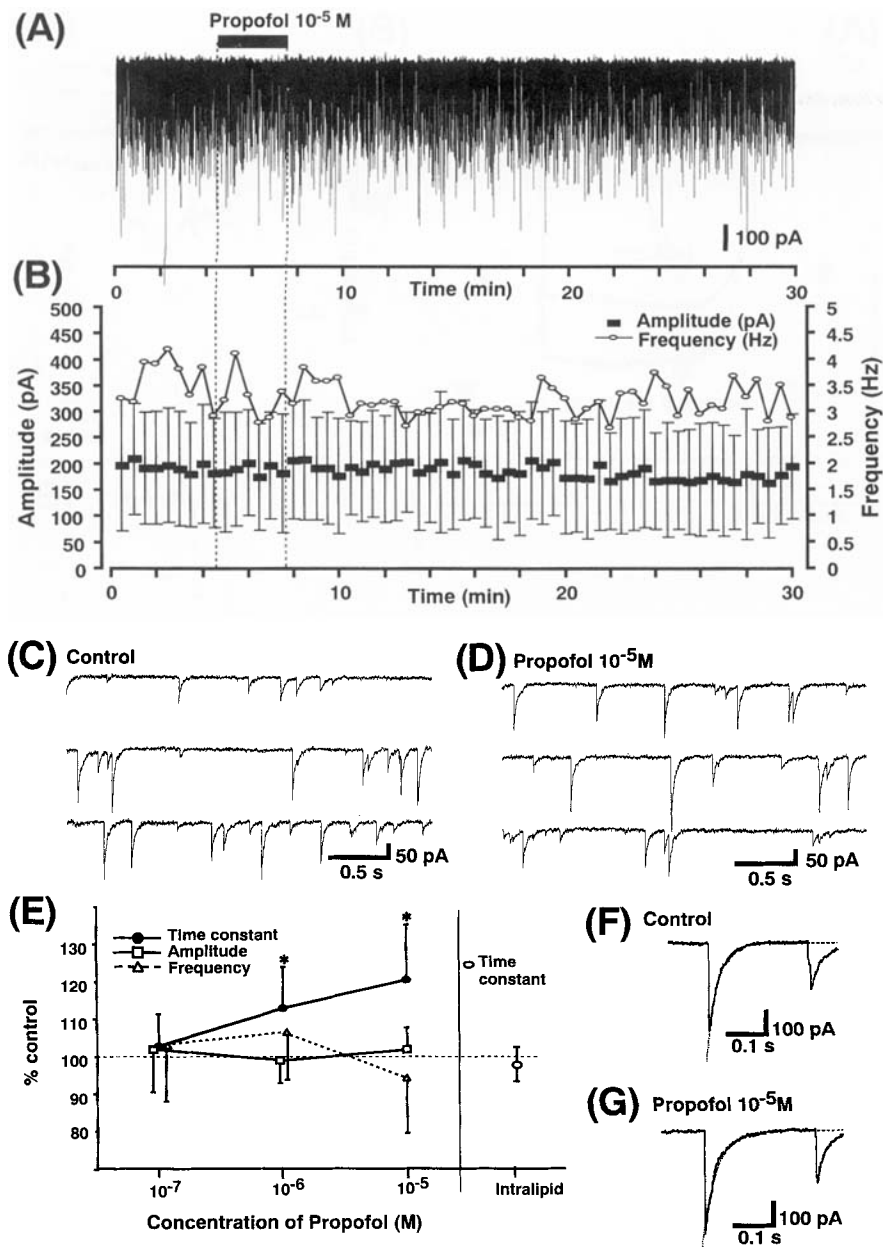 (A)
Propofol 10⁻⁵ M
100 pA
0 10 20 30
Time (min)
(B)
Amplitude (pA)
500
450
400
350
300
250
200
150
100
50
0
Amplitude (pA)
Frequency (Hz)
5
4.5
4
3.5
3
2.5
2
1.5
1
0.5
0
Frequency (Hz)
0 10 20 30
Time (min)
(C) Control
0.5 s
50 pA
(D) Propofol 10⁻⁵M
0.5 s
50 pA
(E)
% control
130
120
110
100
90
80
Time constant
Amplitude
Frequency
*
*
Time
constant
10⁻⁷ 10⁻⁶ 10⁻⁵ Intralipid
Concentration of Propofol (M)
(F) Control
0.1 s
100 pA
(G) Propofol 10⁻⁵M
0.1 s
100 pA